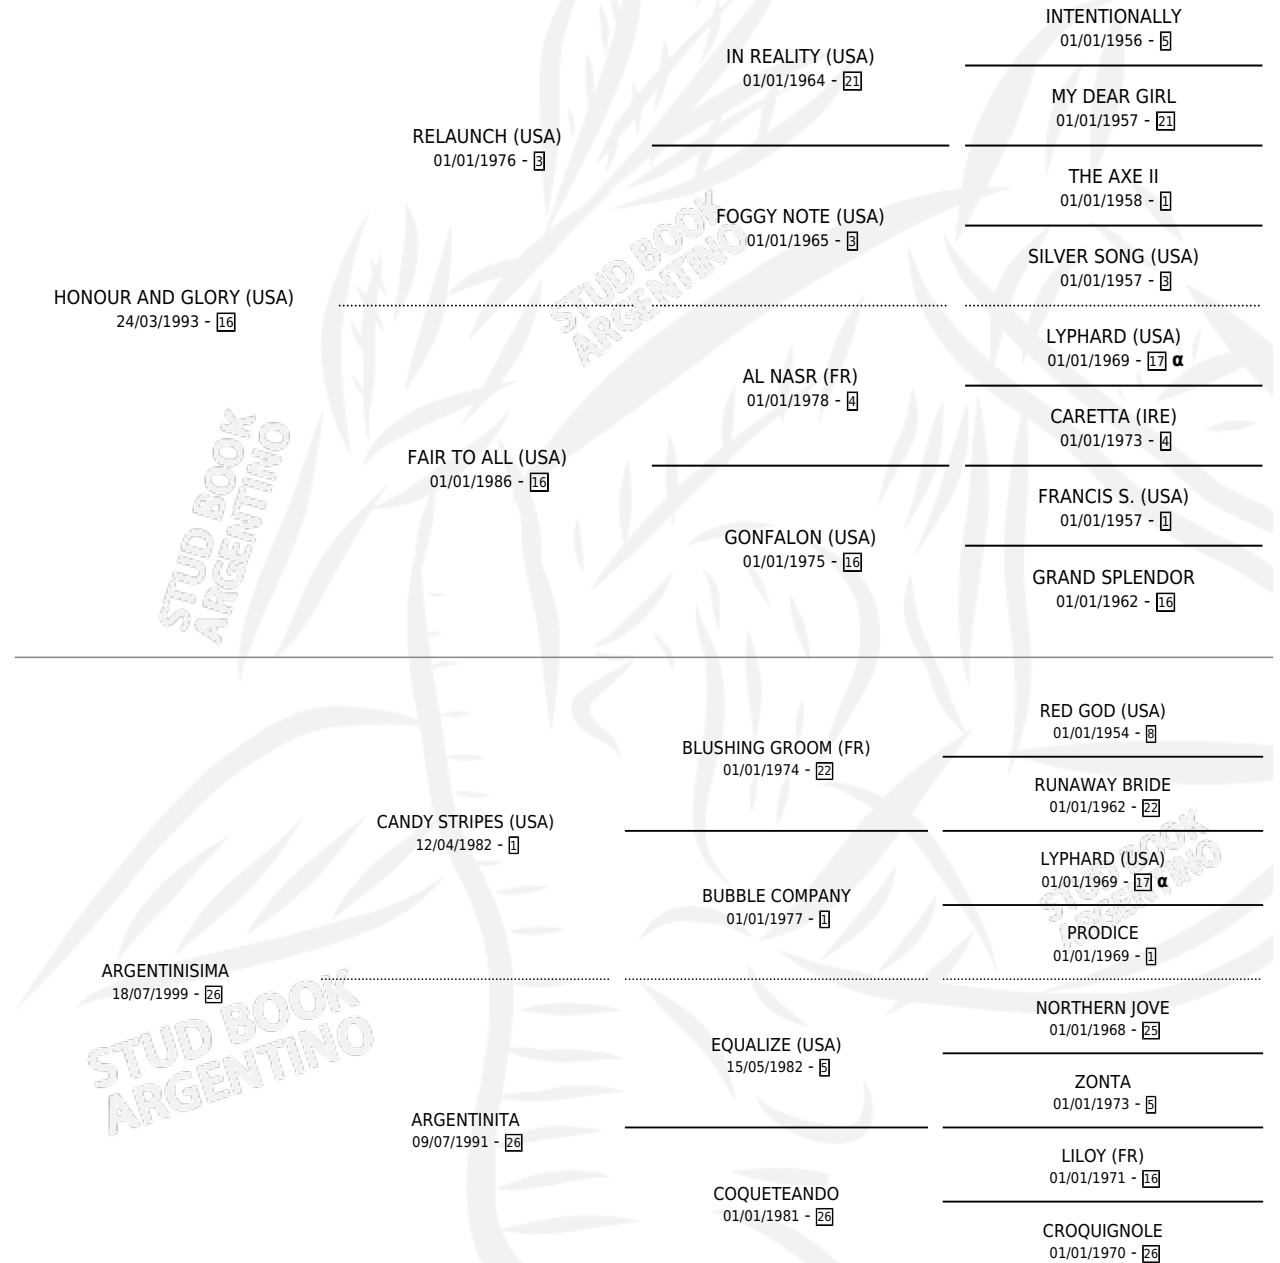 INTENTIONALLY
01/01/1956 - 5
IN REALITY (USA)
01/01/1964 - 21
MY DEAR GIRL
01/01/1957 - 21
RELAUNCH (USA)
01/01/1976 - 3
THE AXE II
01/01/1958 - 1
FOGGY NOTE (USA)
01/01/1965 - 3
SILVER SONG (USA)
01/01/1957 - 3
HONOUR AND GLORY (USA)
24/03/1993 - 16
LYPHARD (USA)
01/01/1969 - 17 α
AL NASR (FR)
01/01/1978 - 4
CARETTA (IRE)
01/01/1973 - 4
FAIR TO ALL (USA)
01/01/1986 - 16
FRANCIS S. (USA)
01/01/1957 - 1
GONFALON (USA)
01/01/1975 - 16
GRAND SPLENDOR
01/01/1962 - 16
RED GOD (USA)
01/01/1954 - 8
BLUSHING GROOM (FR)
01/01/1974 - 22
RUNAWAY BRIDE
01/01/1962 - 22
CANDY STRIPES (USA)
12/04/1982 - 1
LYPHARD (USA)
01/01/1969 - 17 α
BUBBLE COMPANY
01/01/1977 - 1
PRODICE
01/01/1969 - 1
ARGENTINISIMA
18/07/1999 - 26
NORTHERN JOVE
01/01/1968 - 25
EQUALIZE (USA)
15/05/1982 - 5
ZONTA
01/01/1973 - 5
ARGENTINITA
09/07/1991 - 26
LILOY (FR)
01/01/1971 - 16
COQUETEANDO
01/01/1981 - 26
CROQUIGNOLE
01/01/1970 - 26
STUD BOOK
ARGENTINO
STUD BOOK
ARGENTINO
STUD BOOK
ARGENTINO
STUD BOOK
ARGENTINO